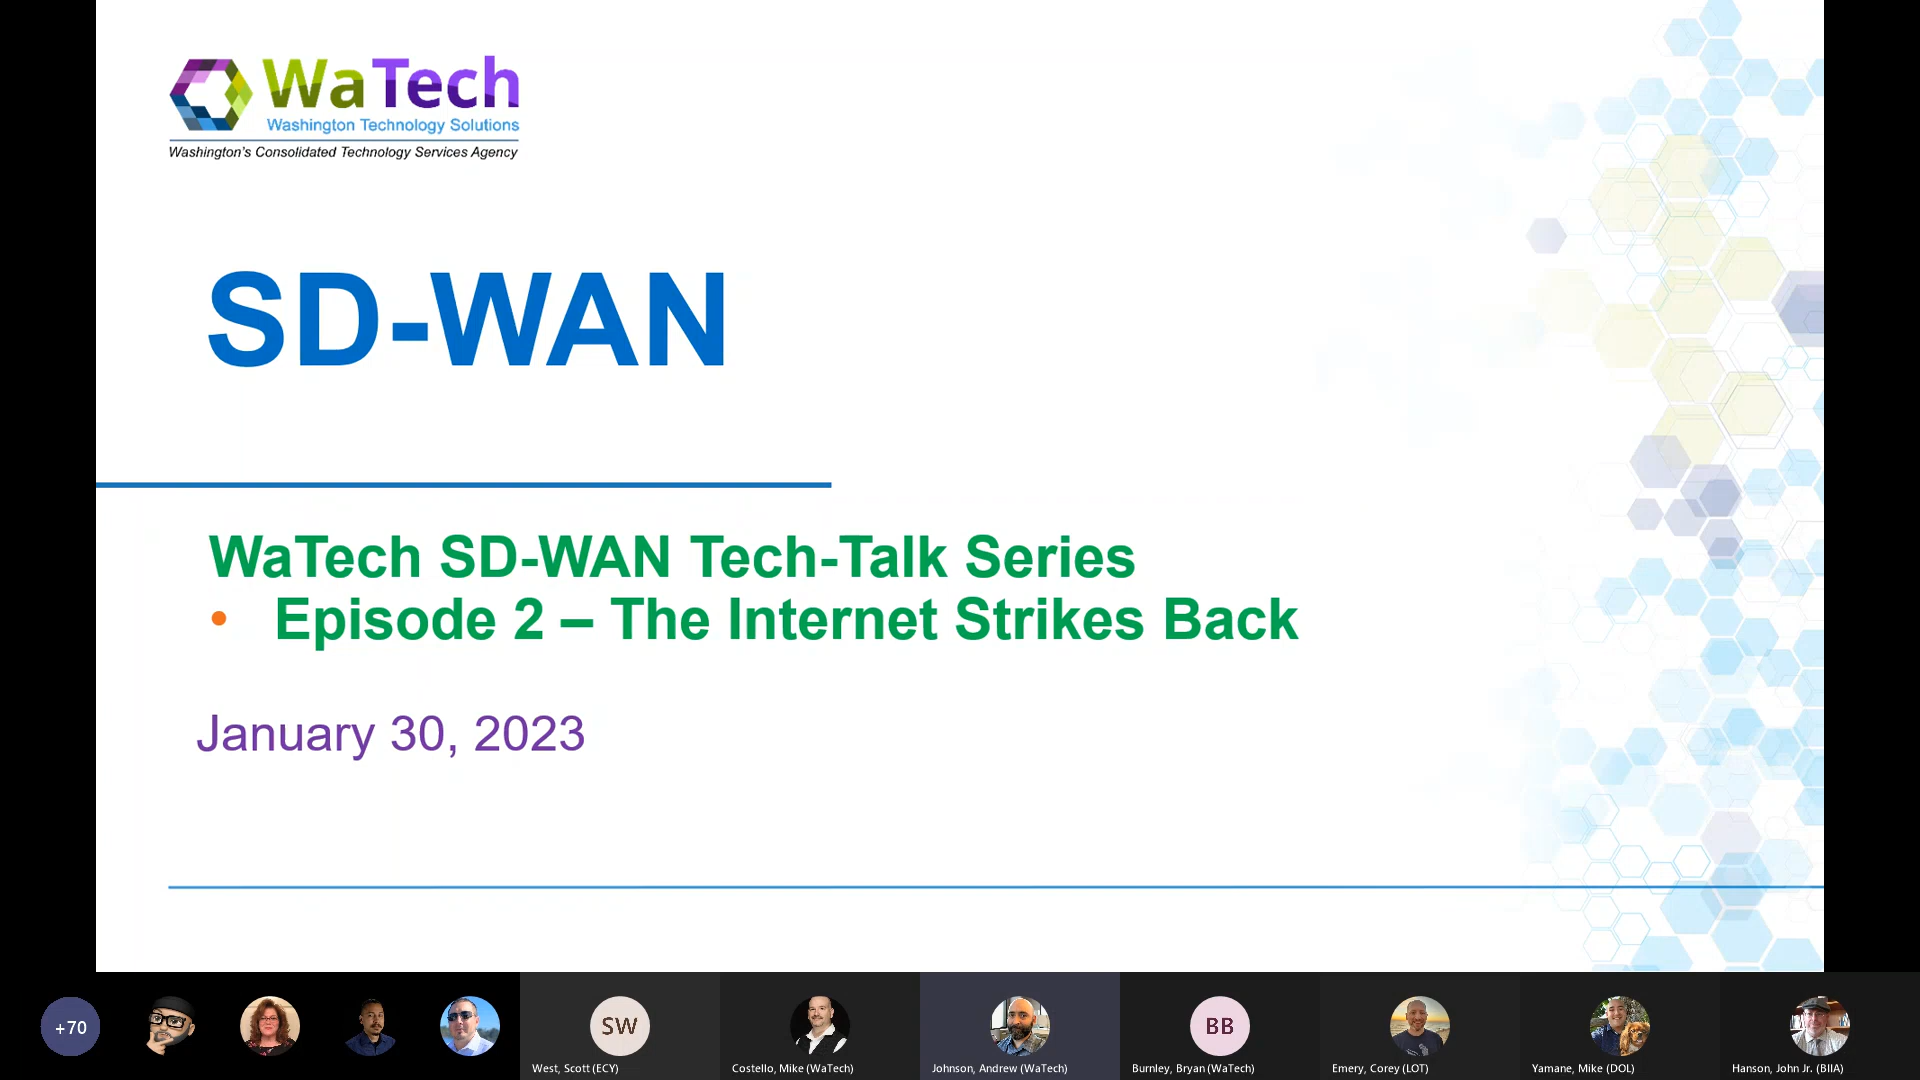 WaTech
Washington Technology Solutions
Washington's Consolidated Technology Services Agency
SD-WAN
WaTech SD-WAN Tech-Talk Series
• Episode 2 – The Internet Strikes Back
January 30, 2023
+70
SW
BB
West, Scott (ECY)
Costello, Mike (WaTech)
Johnson, Andrew (WaTech)
Burnley, Bryan (WaTech)
Emery, Corey (LOT)
Yamane, Mike (DOL)
Hanson, John Jr. (BIIA)